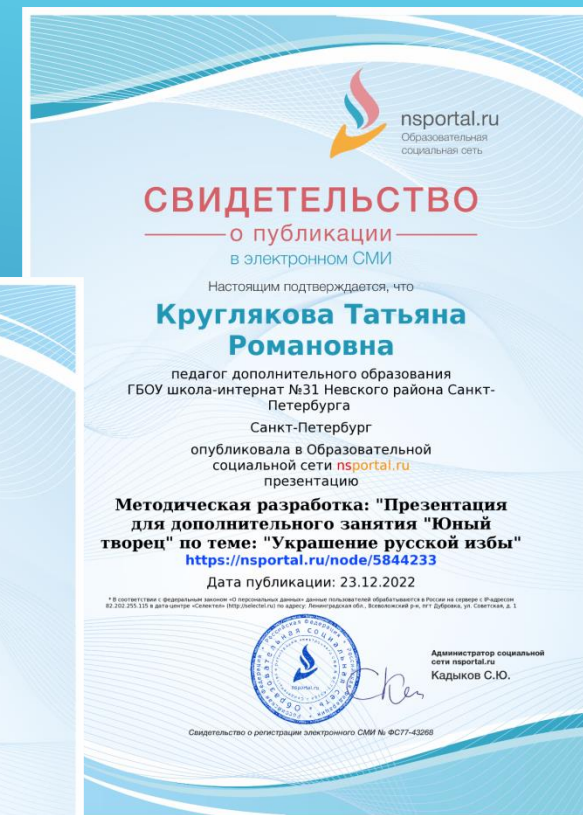 nsportal.ru
Образовательная
социальная сеть
СВИДЕТЕЛЬСТВО
о публикации
в электронном СМИ
Настоящим подтверждается, что
Круглякова Татьяна
Романовна
педагог дополнительного образования
ГБОУ школа-интернат №31 Невского района Санкт-
Петербурга
Санкт-Петербург
опубликовала в Образовательной
социальной сети nsportal.ru
презентацию
Методическая разработка: "Презентация
для дополнительного занятия "Юный
творец" по теме: "Украшение русской избы"
https://nsportal.ru/node/5844233
Дата публикации: 23.12.2022
* В соответствии с федеральным законом «О персональных данных» данные пользователей обрабатываются в России на сервере с IP-адресом
82.202.255.115 в дата-центре «Селектел» (http://selectel.ru) по адресу: Ленинградская обл., Всеволожский р-н, пгт Дубровка, ул. Советская, д. 1
Администратор социальной
сети nsportal.ru
Кадыков С.Ю.
nsportal.ru
Свидетельство о регистрации электронного СМИ № ФС77-43268